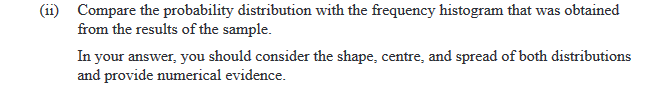 (ii) Compare the probability distribution with the frequency histogram that was obtained
from the results of the sample.
In your answer, you should consider the shape, centre, and spread of both distributions
and provide numerical evidence.